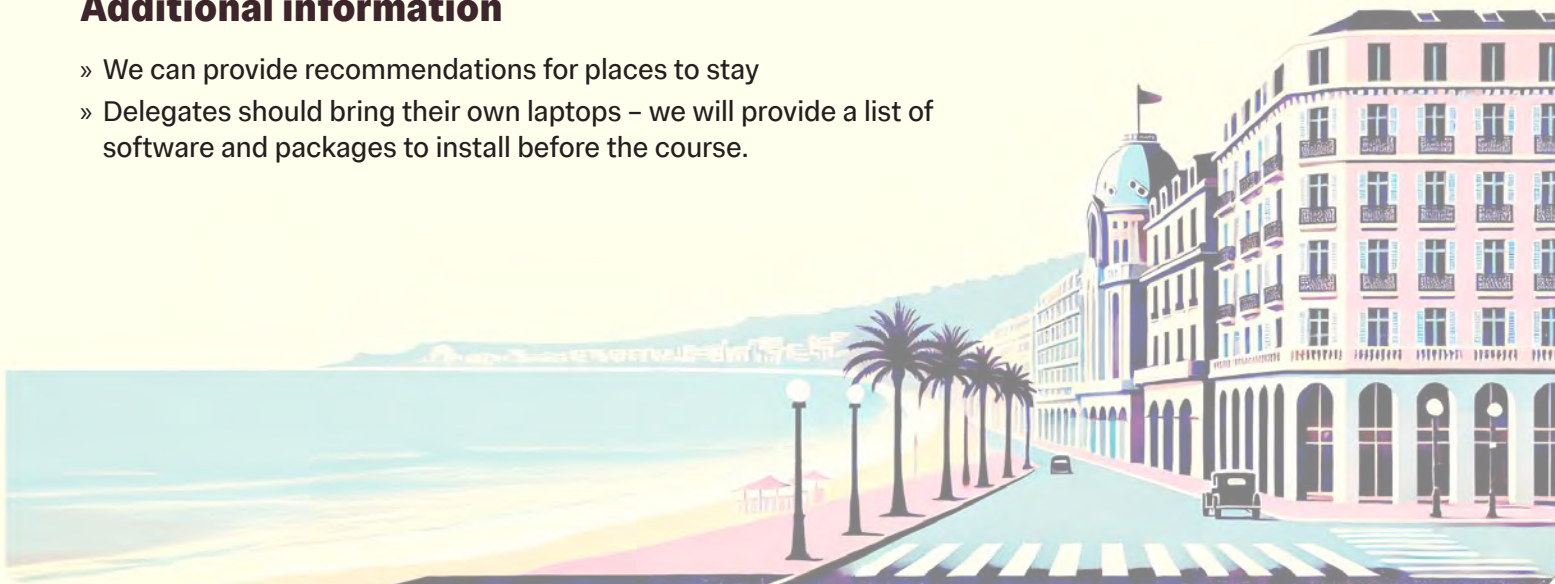 Additional information
» We can provide recommendations for places to stay
» Delegates should bring their own laptops – we will provide a list of
software and packages to install before the course.